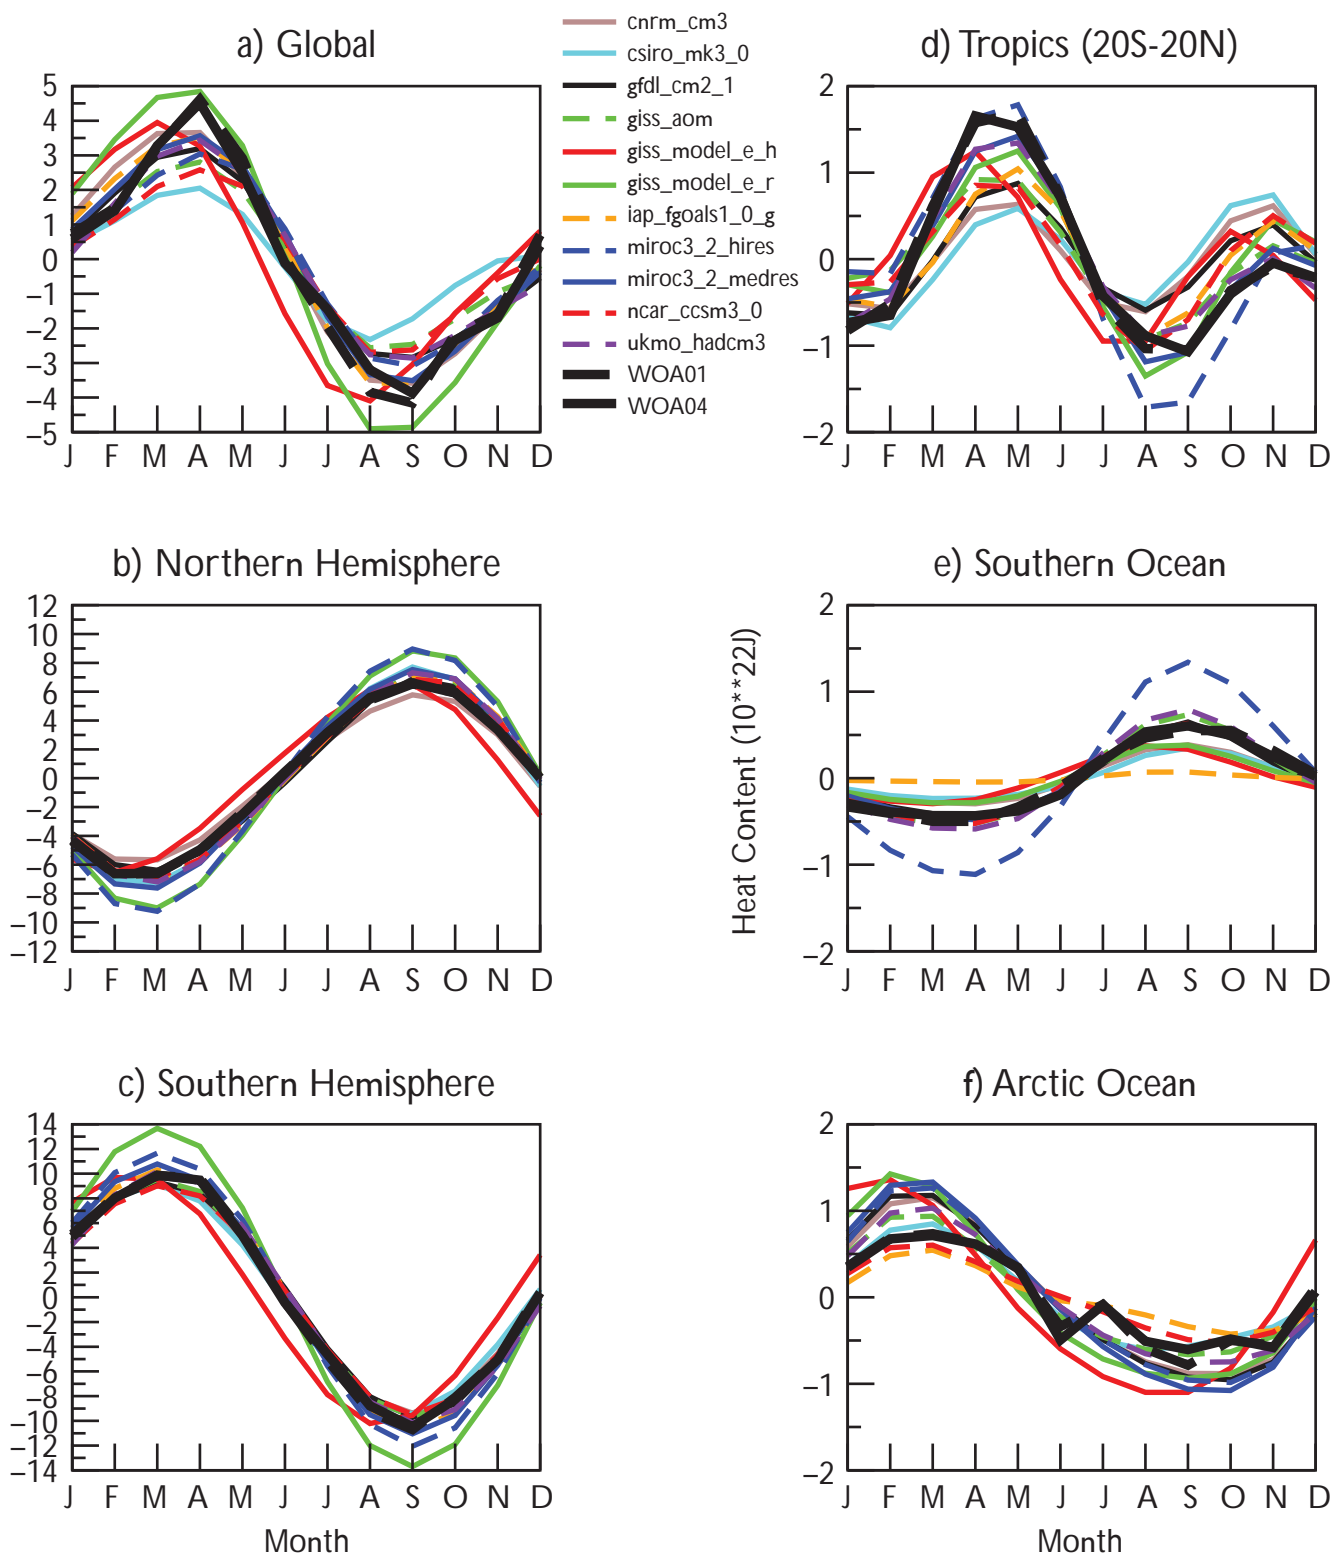 a) Global
5
4
3
2
1
0
−1
−2
−3
−4
−5
J F M A M J J A S O N D
cnrm_cm3
csiro_mk3_0
gfdl_cm2_1
giss_aom
giss_model_e_h
giss_model_e_r
iap_fgoals1_0_g
miroc3_2_hires
miroc3_2_medres
ncar_ccsm3_0
ukmo_hadcm3
WOA01
WOA04
d) Tropics (20S-20N)
2
1
0
−1
−2
J F M A M J J A S O N D
b) Northern Hemisphere
12
10
8
6
4
2
0
−2
−4
−6
−8
−10
−12
J F M A M J J A S O N D
e) Southern Ocean
Heat Content (10**22J)
2
1
0
−1
−2
J F M A M J J A S O N D
c) Southern Hemisphere
14
12
10
8
6
4
2
0
−2
−4
−6
−8
−10
−12
−14
J F M A M J J A S O N D
Month
f) Arctic Ocean
2
1
0
−1
−2
J F M A M J J A S O N D
Month